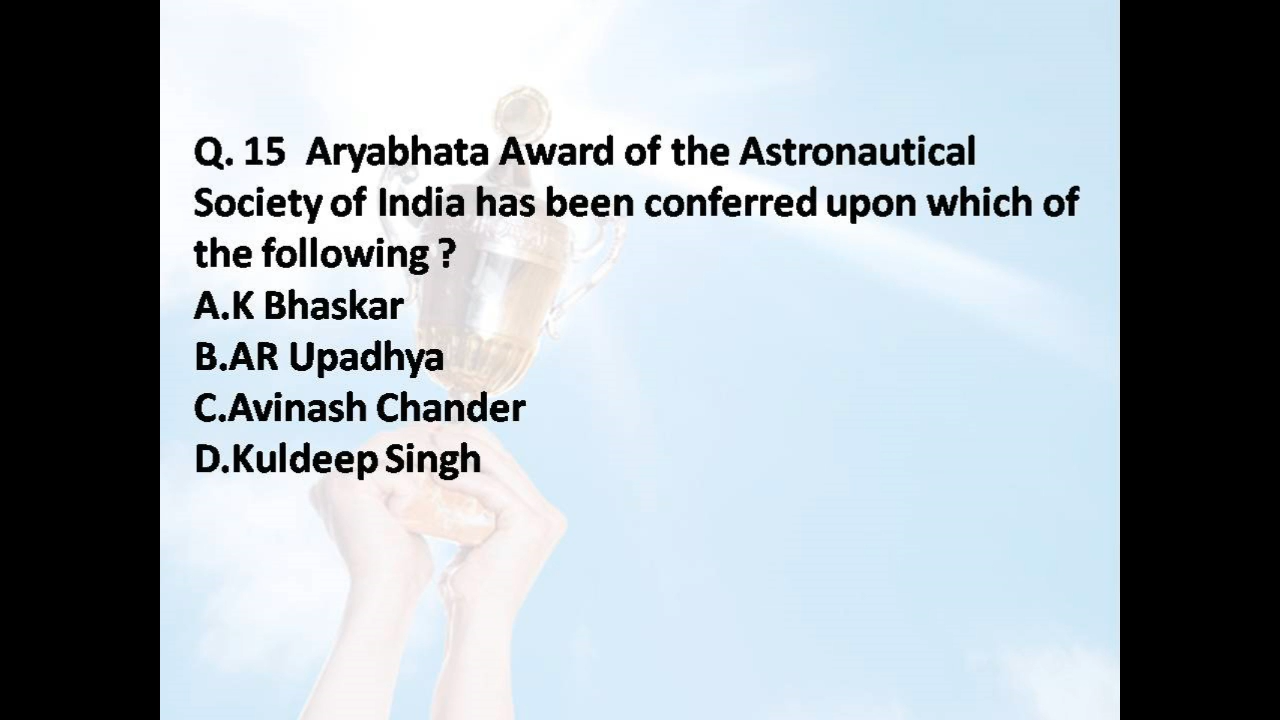 Q. 15 Aryabhata Award of the Astronautical
Society of India has been conferred upon which of
the following ?
A.K Bhaskar
B.AR Upadhya
C.Avinash Chander
D.Kuldeep Singh